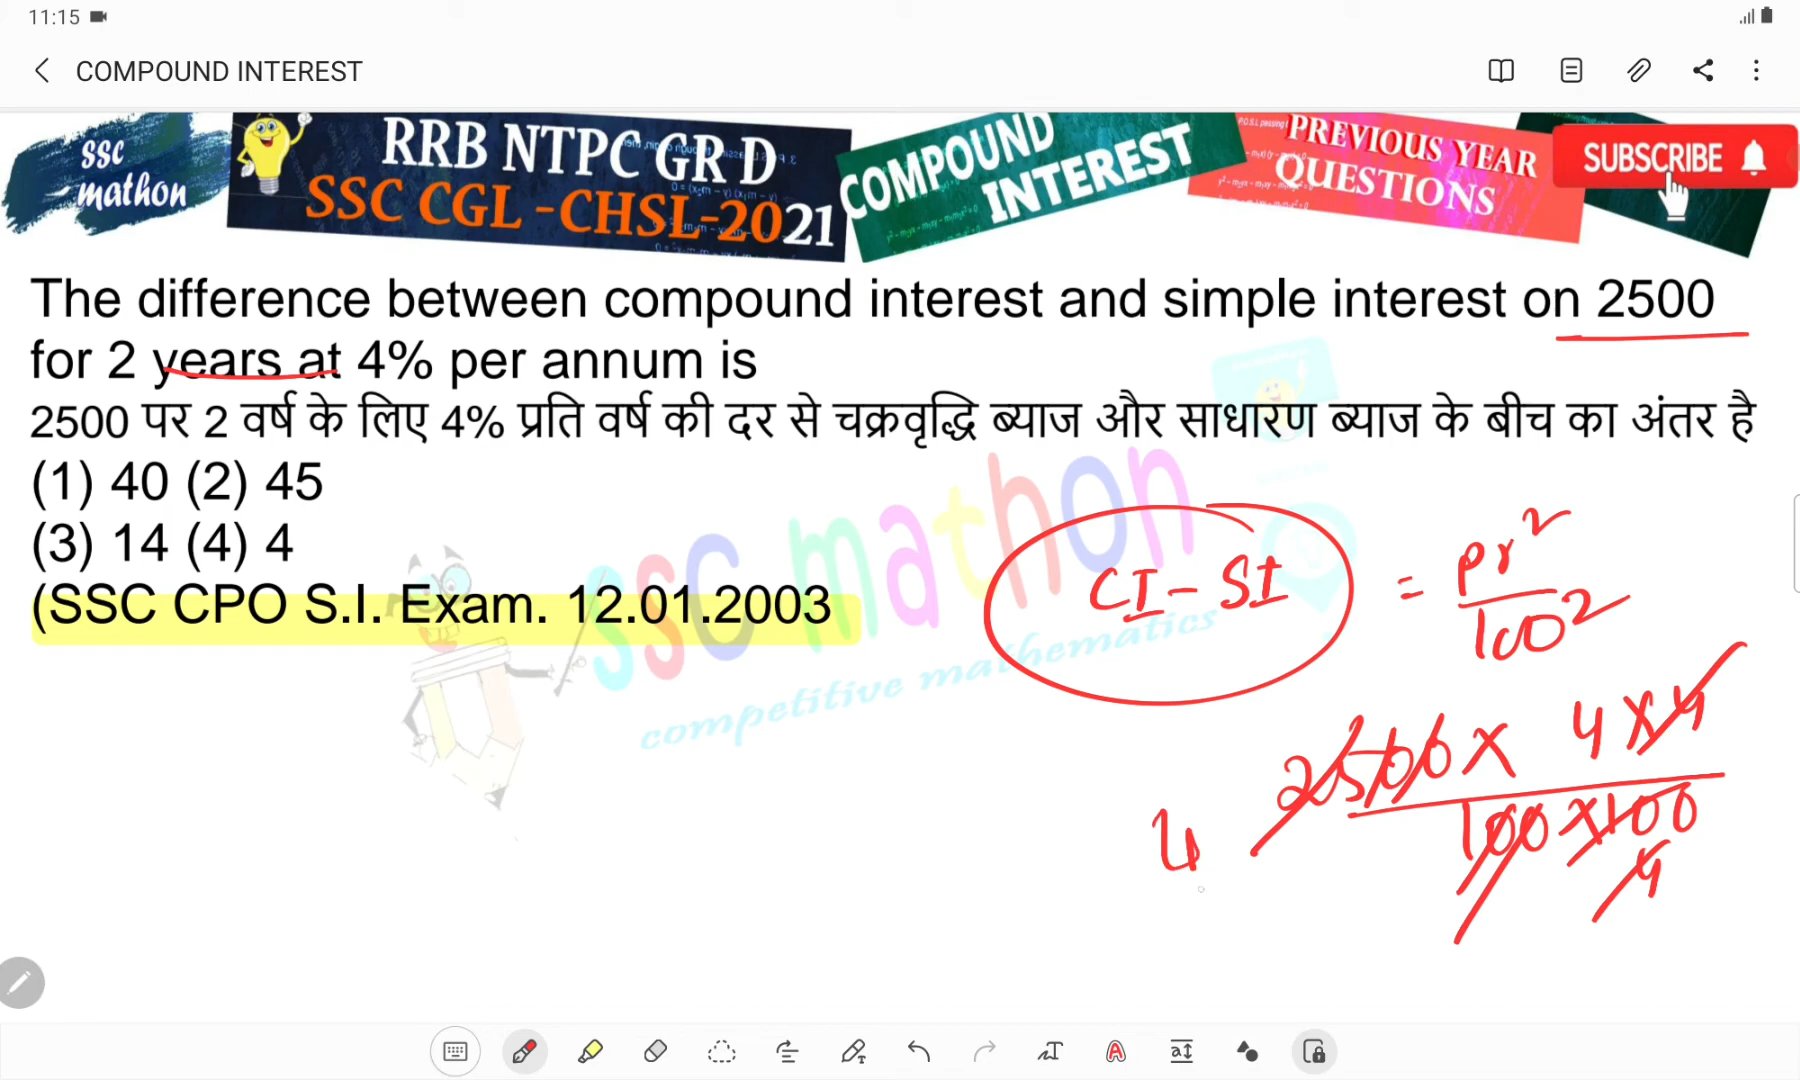 11:15
COMPOUND INTEREST
SSC
mathon
RRB NTPC GR D
SSC CGL -CHSL-2021
COMPOUND
INTEREST
PREVIOUS YEAR
QUESTIONS
SUBSCRIBE
The difference between compound interest and simple interest on 2500
for 2 years at 4% per annum is
2500 पर 2 वर्ष के लिए 4% प्रति वर्ष की दर से चक्रवृद्धि ब्याज और साधारण ब्याज के बीच का अंतर है
(1) 40 (2) 45
(3) 14 (4) 4
(SSC CPO S.I. Exam. 12.01.2003
ssc mathon
competitive mathematics
CI - SI = pr²
100²
2500 x 4 x 4
100 x 100
4
4